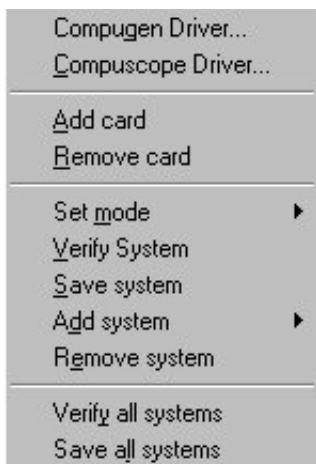 Compugen Driver...
Compuscope Driver...
Add card
Remove card
Set mode
Verify System
Save system
Add system
Remove system
Verify all systems
Save all systems